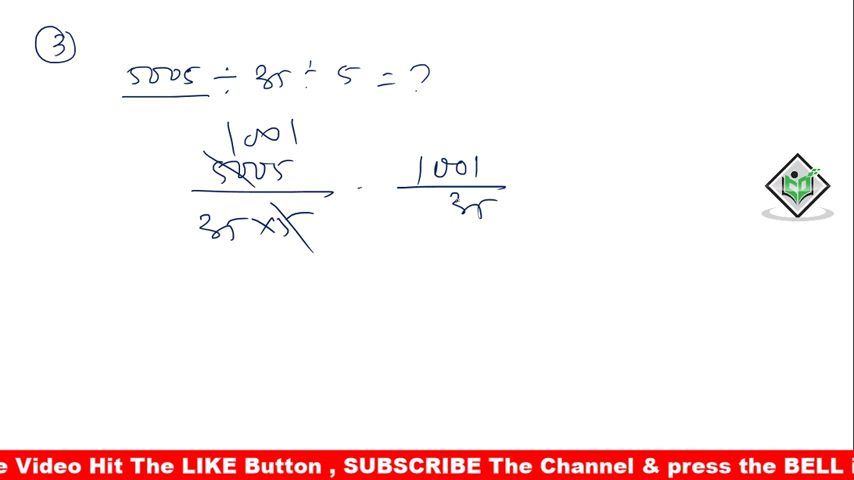 3
5005 ÷ 35 ÷ 5 = ?
1001
5005
35 × 5
1001
35
e Video Hit The LIKE Button , SUBSCRIBE The Channel & press the BELL i